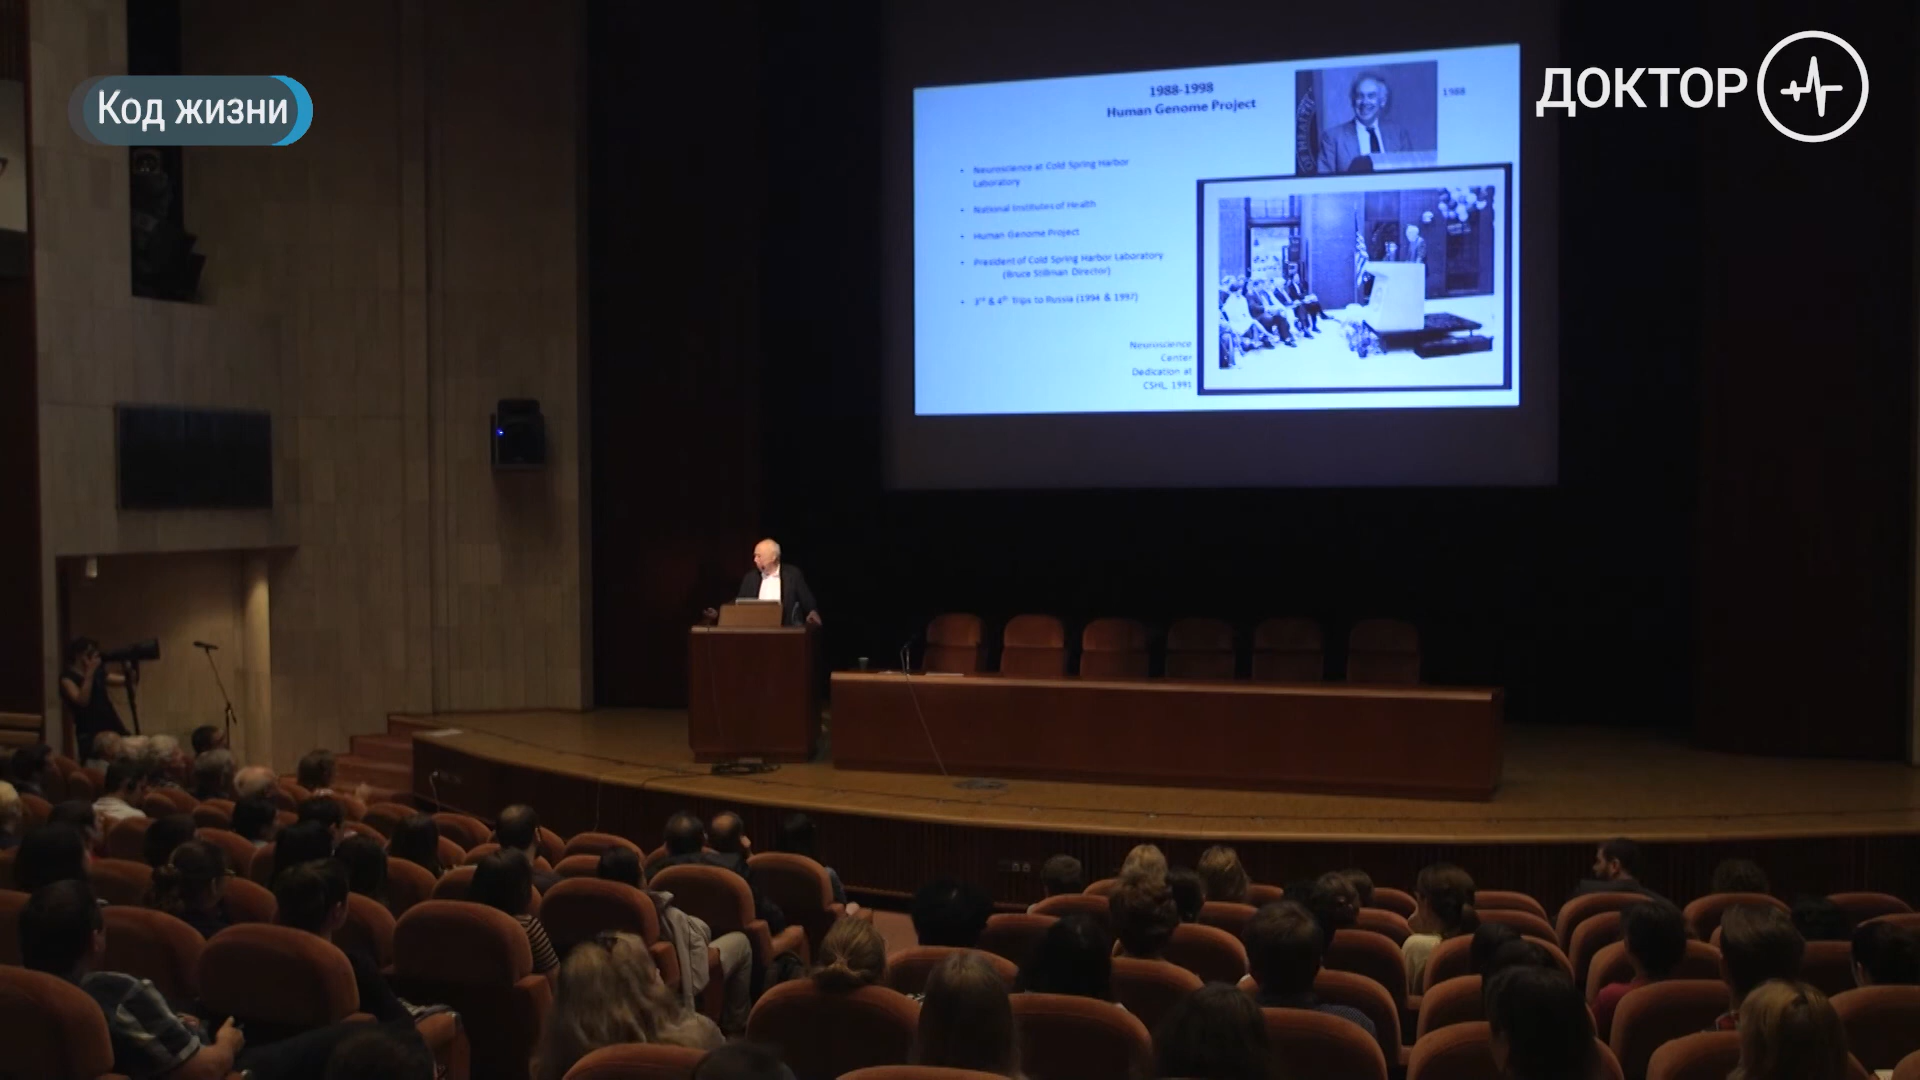 Код жизни
ДОКТОР
1988-1998
Human Genome Project
1988
• Neuroscience at Cold Spring Harbor
Laboratory
• National Institutes of Health
• Human Genome Project
• President of Cold Spring Harbor Laboratory
(Bruce Stillman Director)
• 3rd & 4th Trips to Russia (1994 & 1997)
Neuroscience
Center
Dedication at
CSHL, 1991
OF HEALTH